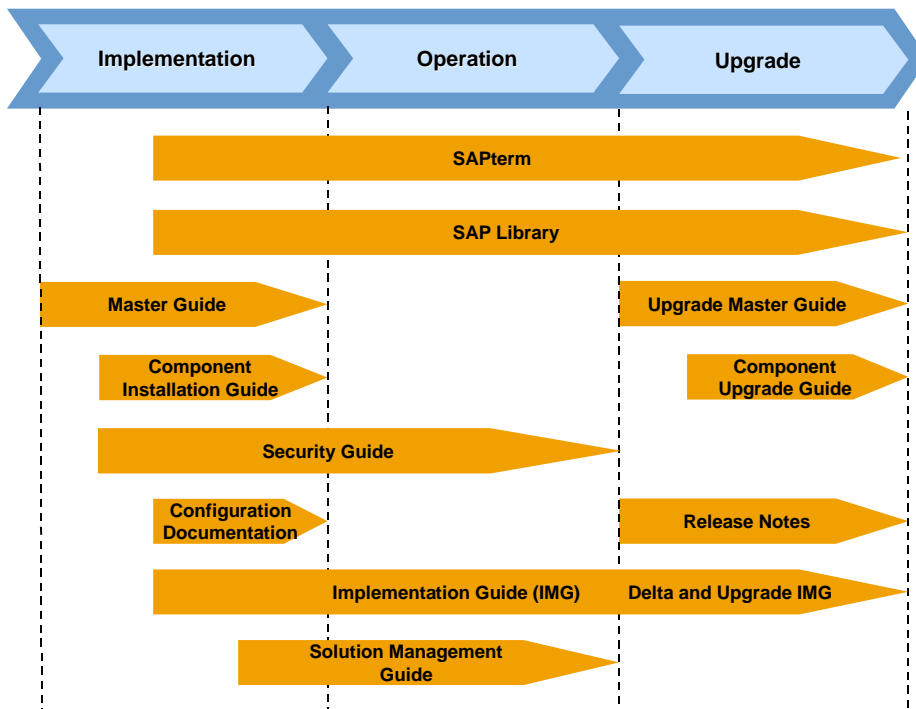 Implementation
Operation
Upgrade
SAPterm
SAP Library
Master Guide
Upgrade Master Guide
Component
Installation Guide
Component
Upgrade Guide
Security Guide
Configuration
Documentation
Release Notes
Implementation Guide (IMG)
Delta and Upgrade IMG
Solution Management
Guide